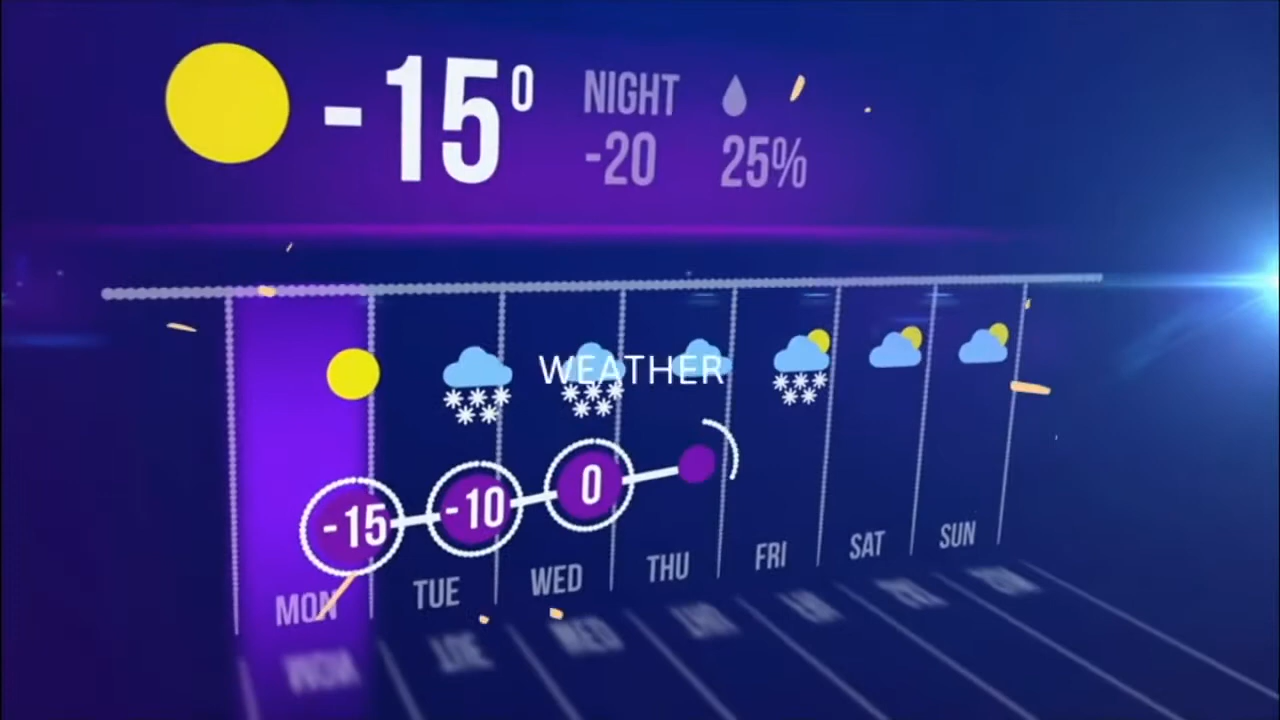 -15°
NIGHT
-20
25%
WEATHER
-15
-10
0
MON
TUE
WED
THU
FRI
SAT
SUN